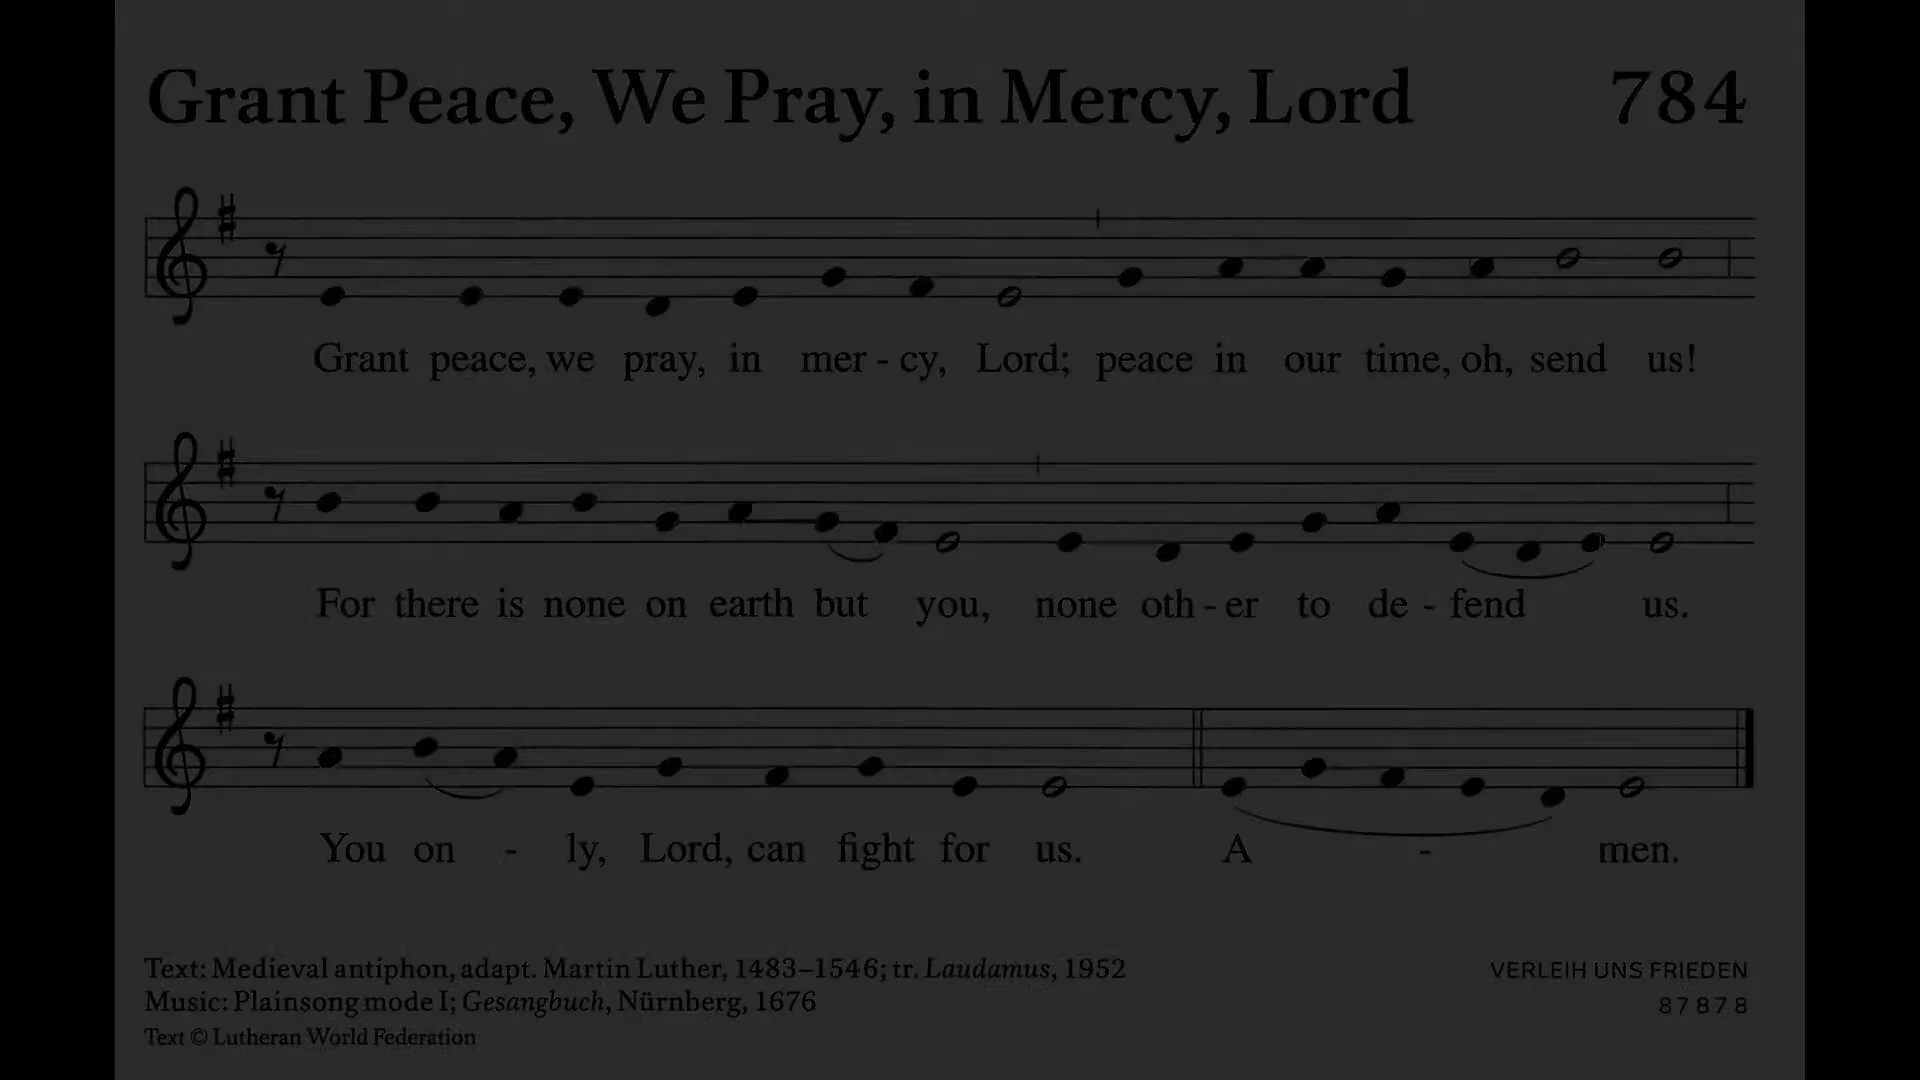 Grant Peace, We Pray, in Mercy, Lord 784
Grant peace, we pray, in mer - cy, Lord; peace in our time, oh, send us!
For there is none on earth but you, none oth - er to de - fend us.
You on - ly, Lord, can fight for us. A - men.
Text: Medieval antiphon, adapt. Martin Luther, 1483–1546; tr. Laudamus, 1952 VERLEIH UNS FRIEDEN
Music: Plainsong mode I; Gesangbuch, Nürnberg, 1676 8 7 8 7 8
Text © Lutheran World Federation